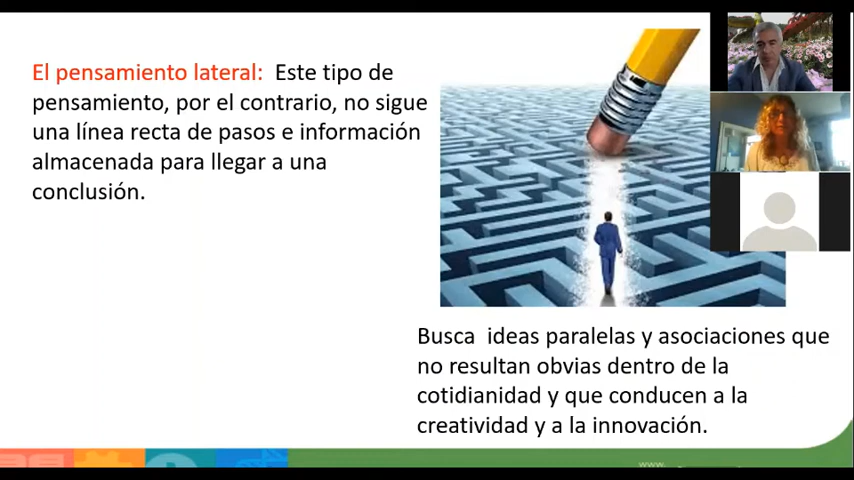 El pensamiento lateral: Este tipo de
pensamiento, por el contrario, no sigue
una línea recta de pasos e información
almacenada para llegar a una
conclusión.
Busca ideas paralelas y asociaciones que
no resultan obvias dentro de la
cotidianidad y que conducen a la
creatividad y a la innovación.